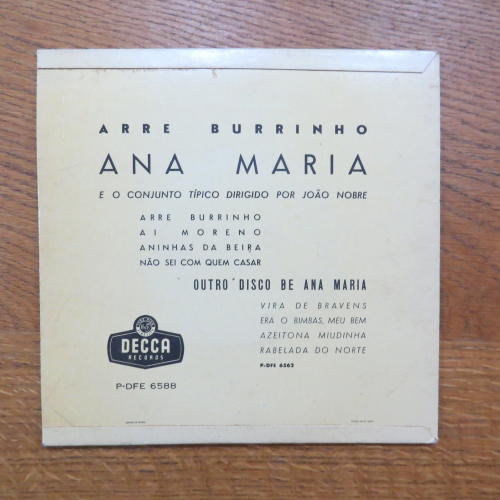 ARRE BURRINHO
ANA MARIA
E O CONJUNTO TÍPICO DIRIGIDO POR JOÃO NOBRE
ARRE BURRINHO
AI MORENO
ANINHAS DA BEIRA
NÃO SEI COM QUEM CASAR
OUTRO DISCO BE ANA MARIA
VIRA DE BRAVENS
ERA O BIMBAS, MEU BEM
AZEITONA MIUDINHA
RABELADA DO NORTE
P-DFE 6562
DECCA
RECORDS
P-DFE 6588